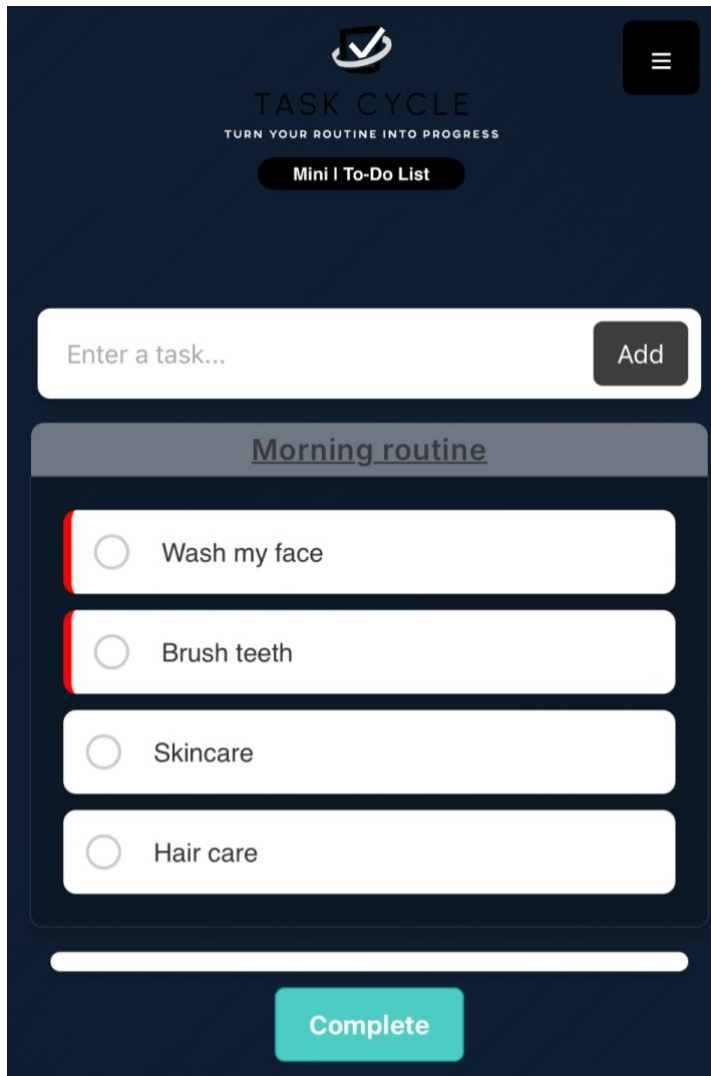 TASK CYCLE
TURN YOUR ROUTINE INTO PROGRESS
Mini | To-Do List
Enter a task...
Add
Morning routine
Wash my face
Brush teeth
Skincare
Hair care
Complete